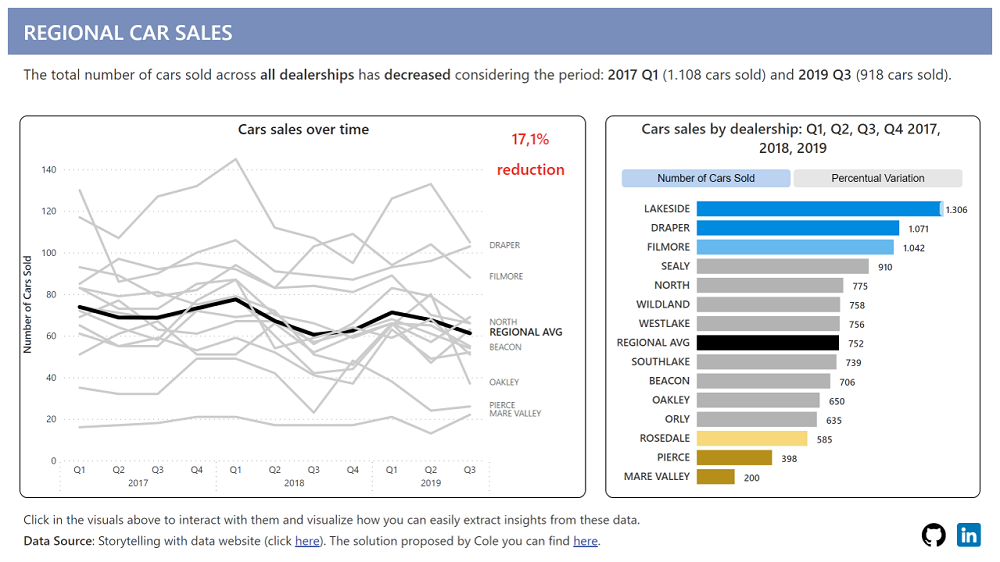 REGIONAL CAR SALES
The total number of cars sold across all dealerships has decreased considering the period: 2017 Q1 (1.108 cars sold) and 2019 Q3 (918 cars sold).
Cars sales over time
17,1%
reduction
Number of Cars Sold
140
120
100
80
60
40
20
0
DRAPER
FILMORE
NORTH
REGIONAL AVG
BEACON
OAKLEY
PIERCE
MARE VALLEY
Q1 Q2 Q3 Q4 Q1 Q2 Q3 Q4 Q1 Q2 Q3
2017 2018 2019
Cars sales by dealership: Q1, Q2, Q3, Q4 2017,
2018, 2019
Number of Cars Sold Percentual Variation
LAKESIDE 1.306
DRAPER 1.071
FILMORE 1.042
SEALY 910
NORTH 775
WILDLAND 758
WESTLAKE 756
REGIONAL AVG 752
SOUTHLAKE 739
BEACON 706
OAKLEY 650
ORLY 635
ROSEDALE 585
PIERCE 398
MARE VALLEY 200
Click in the visuals above to interact with them and visualize how you can easily extract insights from these data.
Data Source: Storytelling with data website (click here). The solution proposed by Cole you can find here.
in